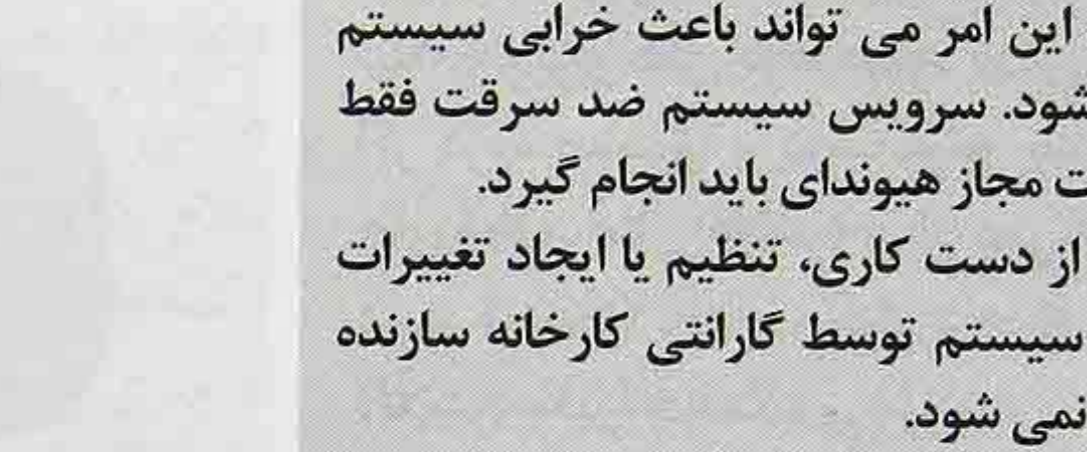 این امر می تواند باعث خرابی سیستم
شود. سرویس سیستم ضد سرقت فقط
مجاز هیوندای باید انجام گیرد.
از دست کاری، تنظیم یا ایجاد تغییرات
سیستم توسط گارانتی کارخانه سازنده
نمی شود.